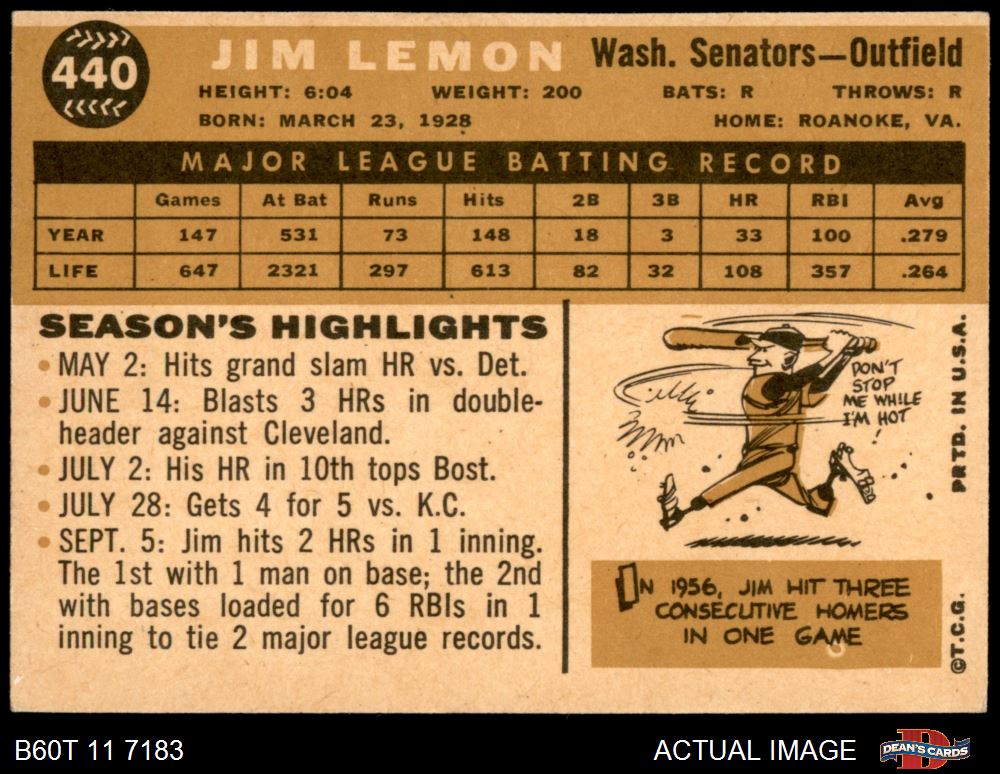 440
JIM LEMON
Wash. Senators—Outfield
HEIGHT: 6:04 WEIGHT: 200 BATS: R THROWS: R
BORN: MARCH 23, 1928 HOME: ROANOKE, VA.
MAJOR LEAGUE BATTING RECORD
Games At Bat Runs Hits 2B 3B HR RBI Avg
YEAR 147 531 73 148 18 3 33 100 .279
LIFE 647 2321 297 613 82 32 108 357 .264
SEASON'S HIGHLIGHTS
• MAY 2: Hits grand slam HR vs. Det.
• JUNE 14: Blasts 3 HRs in double-
header against Cleveland.
• JULY 2: His HR in 10th tops Bost.
• JULY 28: Gets 4 for 5 vs. K.C.
• SEPT. 5: Jim hits 2 HRs in 1 inning.
The 1st with 1 man on base; the 2nd
with bases loaded for 6 RBIs in 1
inning to tie 2 major league records.
DON'T
STOP
ME WHILE
I'M HOT
!
IN 1956, JIM HIT THREE
CONSECUTIVE HOMERS
IN ONE GAME
©T.C.G. PRTD. IN U.S.A.
B60T 11 7183
ACTUAL IMAGE
DEAN'S CARDS